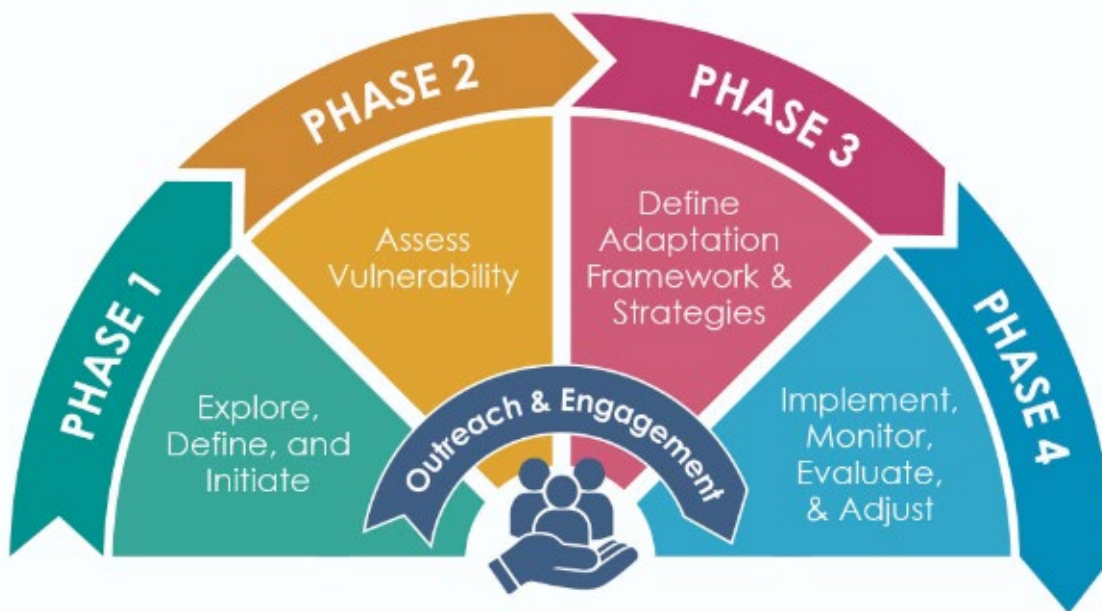 PHASE 1
Explore,
Define, and
Initiate
PHASE 2
Assess
Vulnerability
PHASE 3
Define
Adaptation
Framework &
Strategies
PHASE 4
Implement,
Monitor,
Evaluate,
& Adjust
Outreach & Engagement